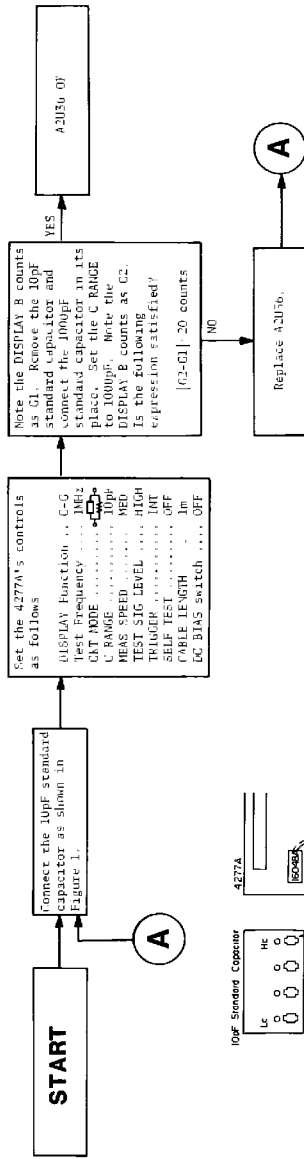 START
Connect the 10pF standard
capacitor as shown in
Figure 1.
A
Set the 4277A's controls
as follows
DISPLAY Function .. C-G
Test Frequency .... 1MHz
CKT MODE ..........
C RANGE ........... 10pF
MEAS SPEED ........ MED
TEST SIG LEVEL .... HIGH
TRIGGER ........... INT
SELF TEST ......... OFF
CABLE LENGTH . 1m
DC BIAS switch .... OFF
Note the DISPLAY B counts
as G1. Remove the 10pF
standard capacitor and
connect the 1000pF
standard capacitor in its
place. Set the C RANGE
to 1000pF. Note the
DISPLAY B counts as G2.
Is the following
expression satisfied?
|G2-G1| 20 counts
YES
A2U36 OK
NO
Replace A2U36.
A
10pF Standard Capacitor
Lc
Hc
4277A
16048A